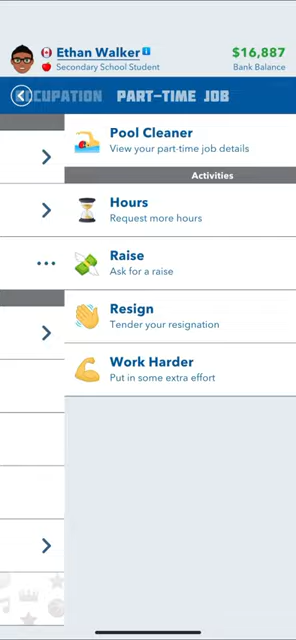 Ethan Walker
$16,887
Secondary School Student
Bank Balance
CUPATION
PART-TIME JOB
Pool Cleaner
View your part-time job details
Activities
Hours
Request more hours
Raise
Ask for a raise
Resign
Tender your resignation
Work Harder
Put in some extra effort